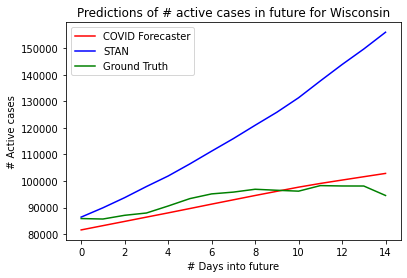 Predictions of # active cases in future for Wisconsin
COVID Forecaster
STAN
Ground Truth
# Active cases
150000
140000
130000
120000
110000
100000
90000
80000
0 2 4 6 8 10 12 14
# Days into future